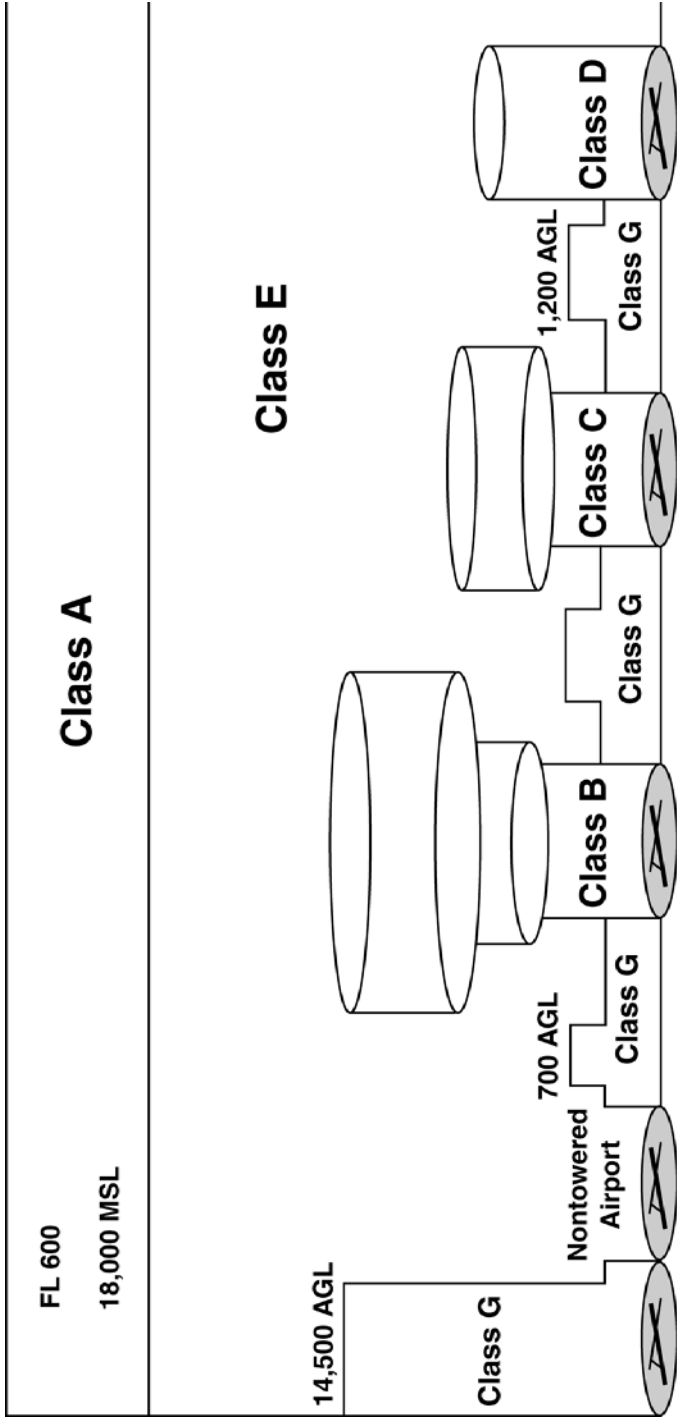 FL 600
Class A
18,000 MSL
Class E
14,500 AGL
Class G
Nontowered
Airport
700 AGL
Class G
Class B
Class G
Class C
1,200 AGL
Class G
Class D